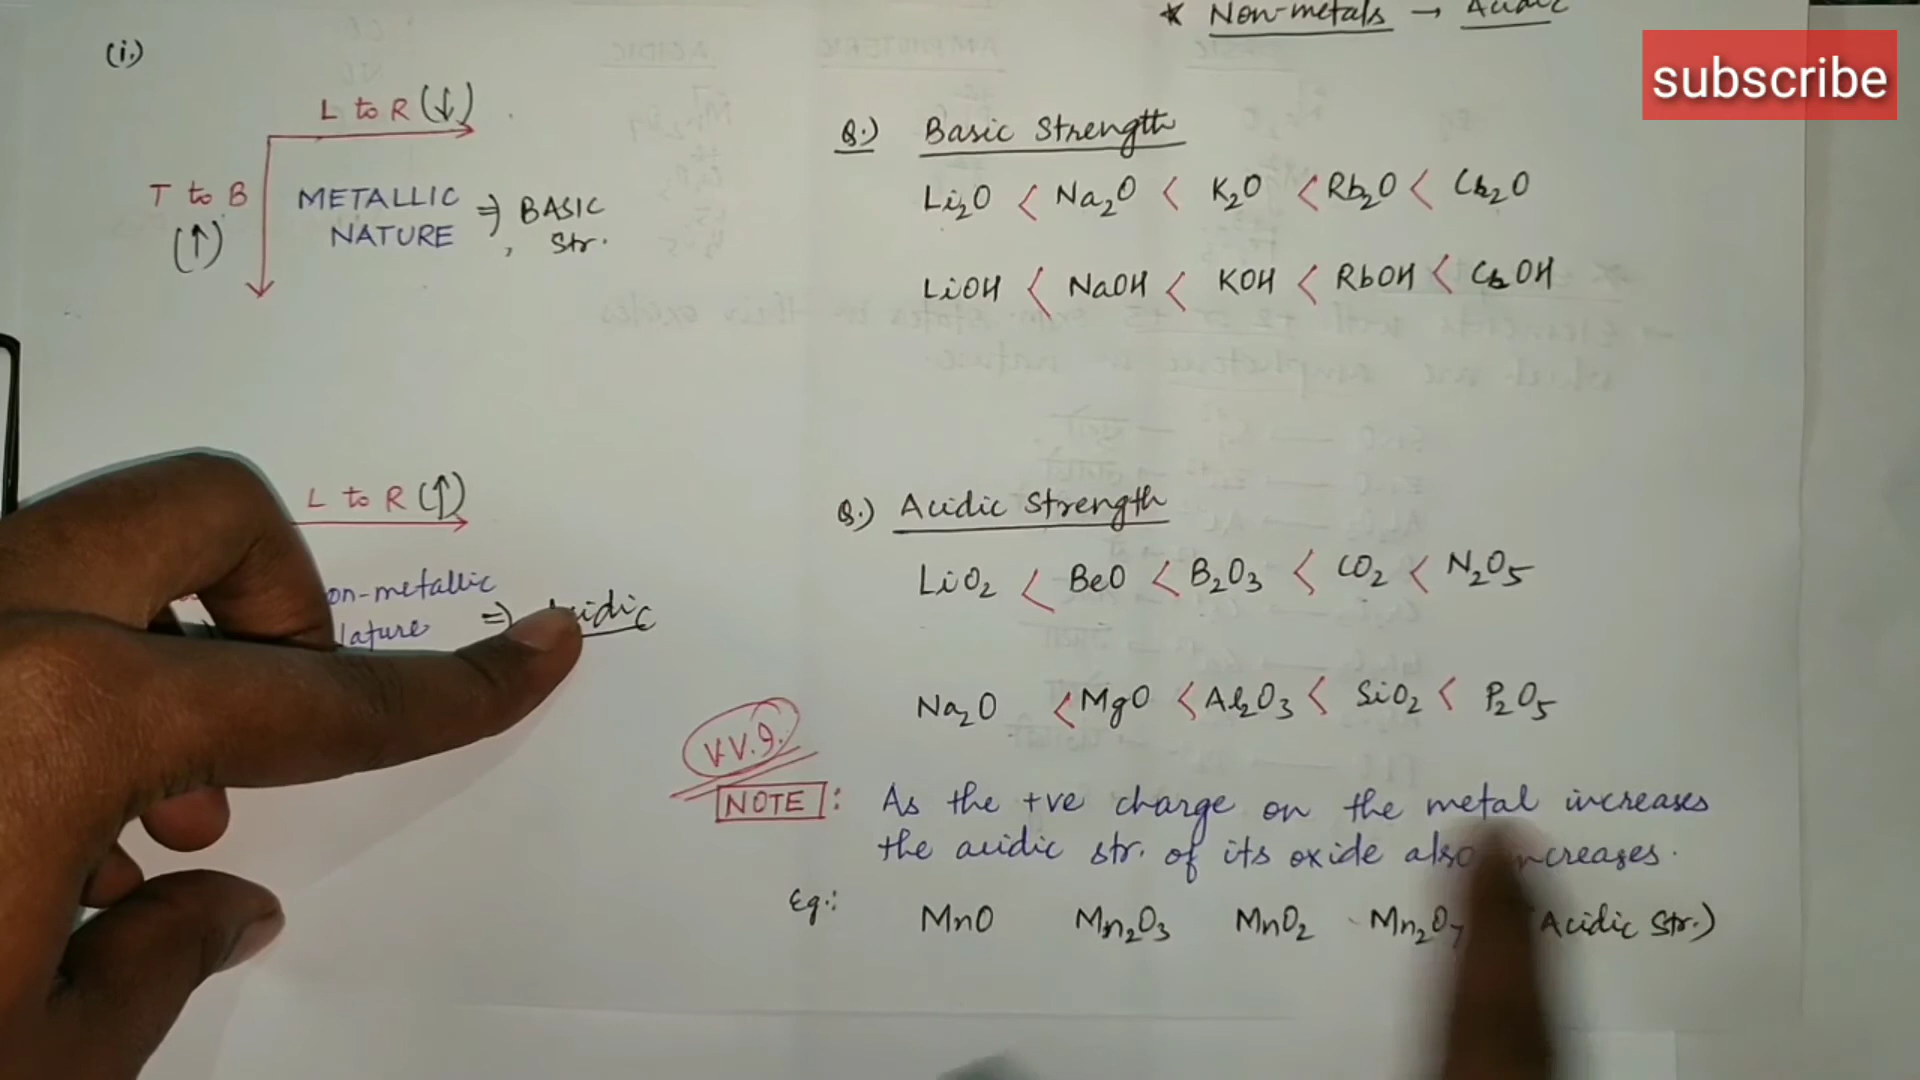 * Non-metals → Acidic
subscribe
(i.)
L to R (↓)
T to B
(↑)
METALLIC
NATURE
⇒ BASIC
Str.
Q.) Basic Strength
Li₂O < Na₂O < K₂O < Rb₂O < Cs₂O
LiOH < NaOH < KOH < RbOH < CsOH
L to R (↑)
on-metallic
Nature ⇒ Acidic
Q.) Acidic Strength
LiO₂ < BeO < B₂O₃ < CO₂ < N₂O₅
Na₂O < MgO < Al₂O₃ < SiO₂ < P₂O₅
V.V.I.
NOTE : As the +ve charge on the metal increases
the acidic str. of its oxide also increases.
Eg.: MnO Mn₂O₃ MnO₂ Mn₂O₇ (Acidic Str.)